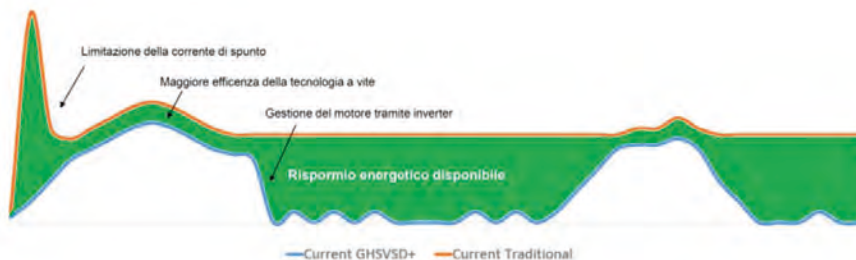 Limitazione della corrente di spunto
Maggiore efficenza della tecnologia a vite
Gestione del motore tramite inverter
Rispormio energetico disponibile
Current GHSVSD+ Current Traditional